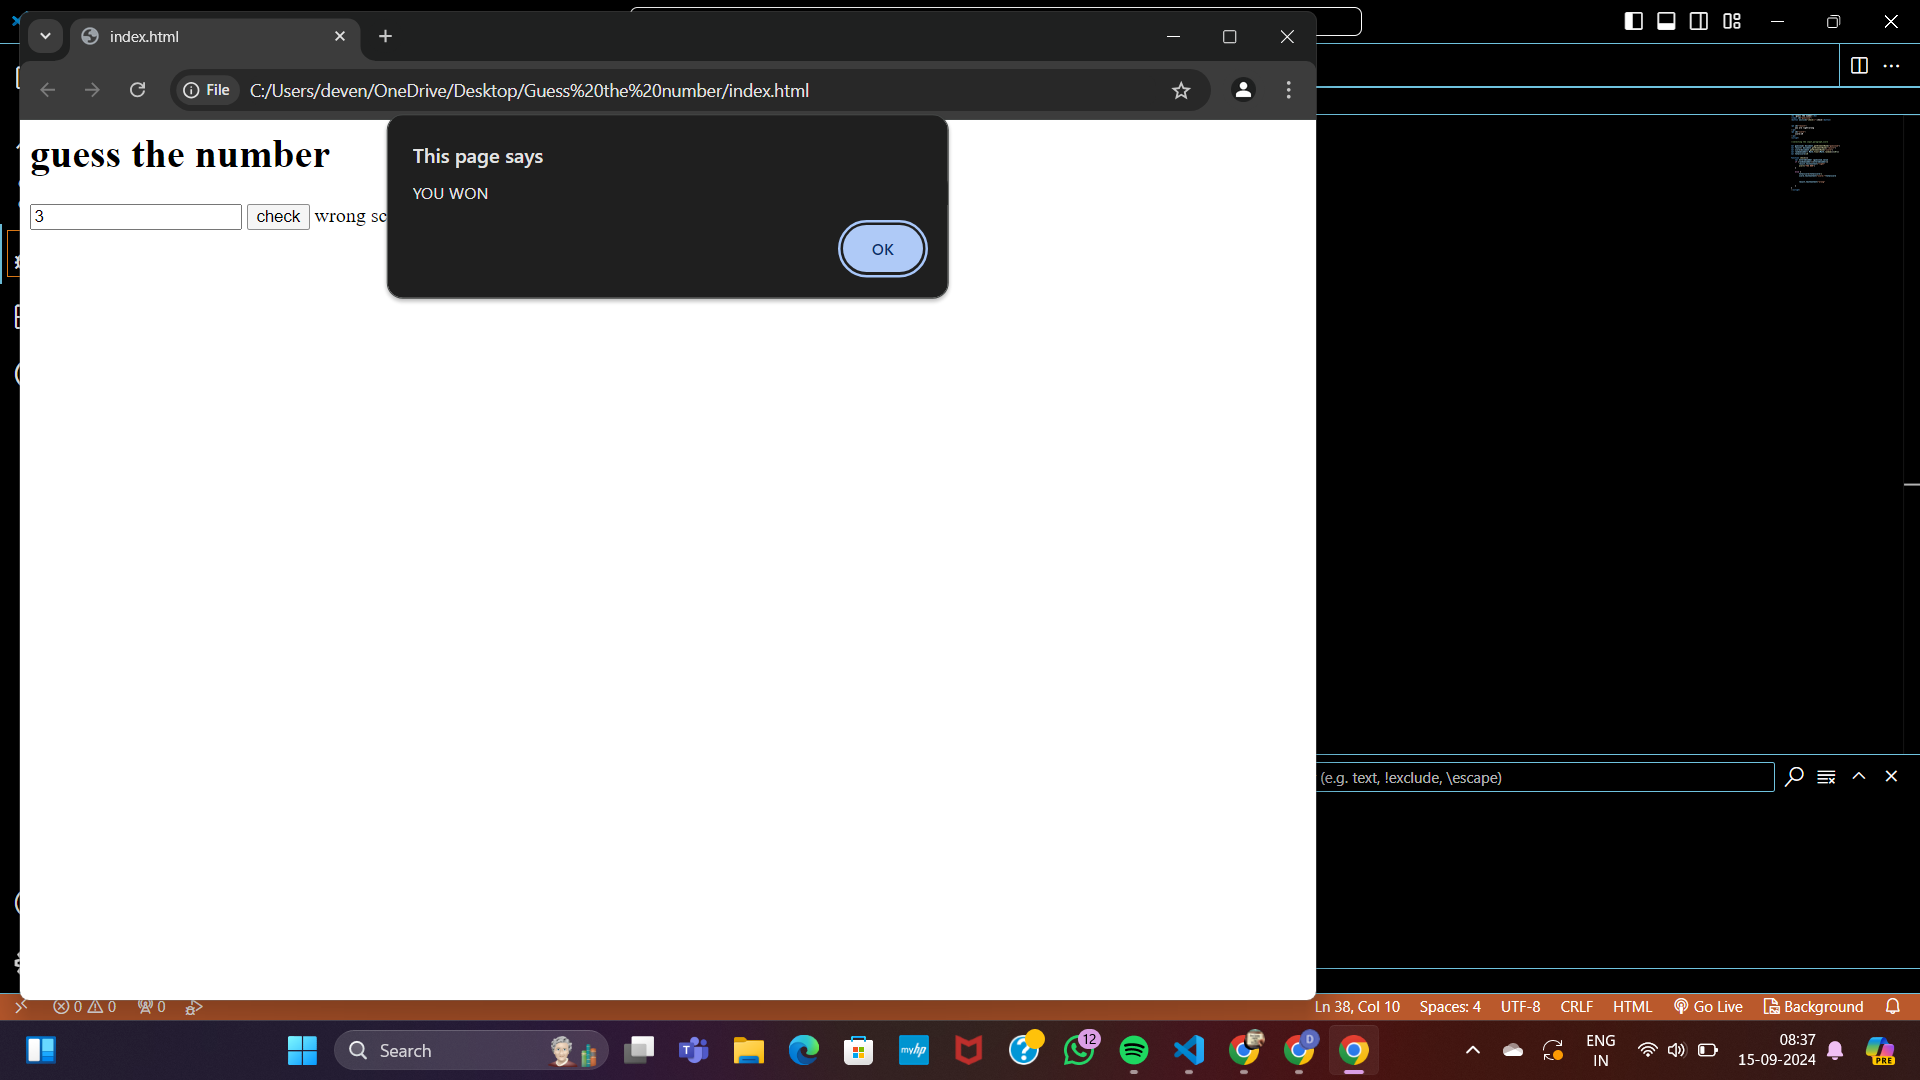 index.html
File
C:/Users/deven/OneDrive/Desktop/Guess%20the%20number/index.html
guess the number
This page says
YOU WON
OK
3
check
wrong sc
(e.g. text, !exclude, \escape)
0 0 0
Ln 38, Col 10 Spaces: 4 UTF-8 CRLF HTML Go Live Background
Search
myhp
12
D
ENG
IN
08:37
15-09-2024
PRE